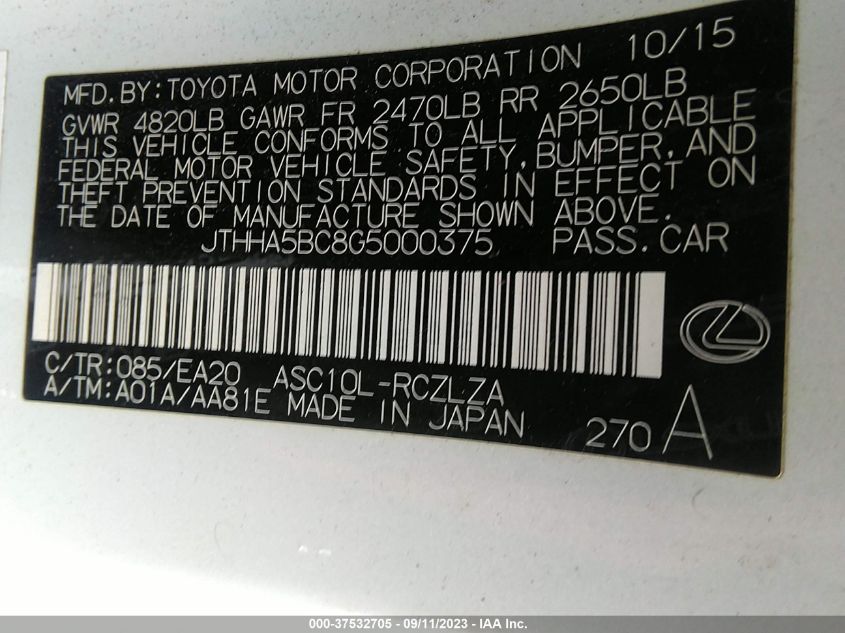 MFD. BY: TOYOTA MOTOR CORPORATION 10/15
GVWR 4820LB GAWR FR 2470LB RR 2650LB
THIS VEHICLE CONFORMS TO ALL APPLICABLE
FEDERAL MOTOR VEHICLE SAFETY, BUMPER, AND
THEFT PREVENTION STANDARDS IN EFFECT ON
THE DATE OF MANUFACTURE SHOWN ABOVE.
JTHHA5BC8G5000375 PASS. CAR
C/TR: 085/EA20 ASC10L-RCZLZA
A/TM: A01A/AA81E MADE IN JAPAN 270 A
000-37532705 - 09/11/2023 - IAA Inc.